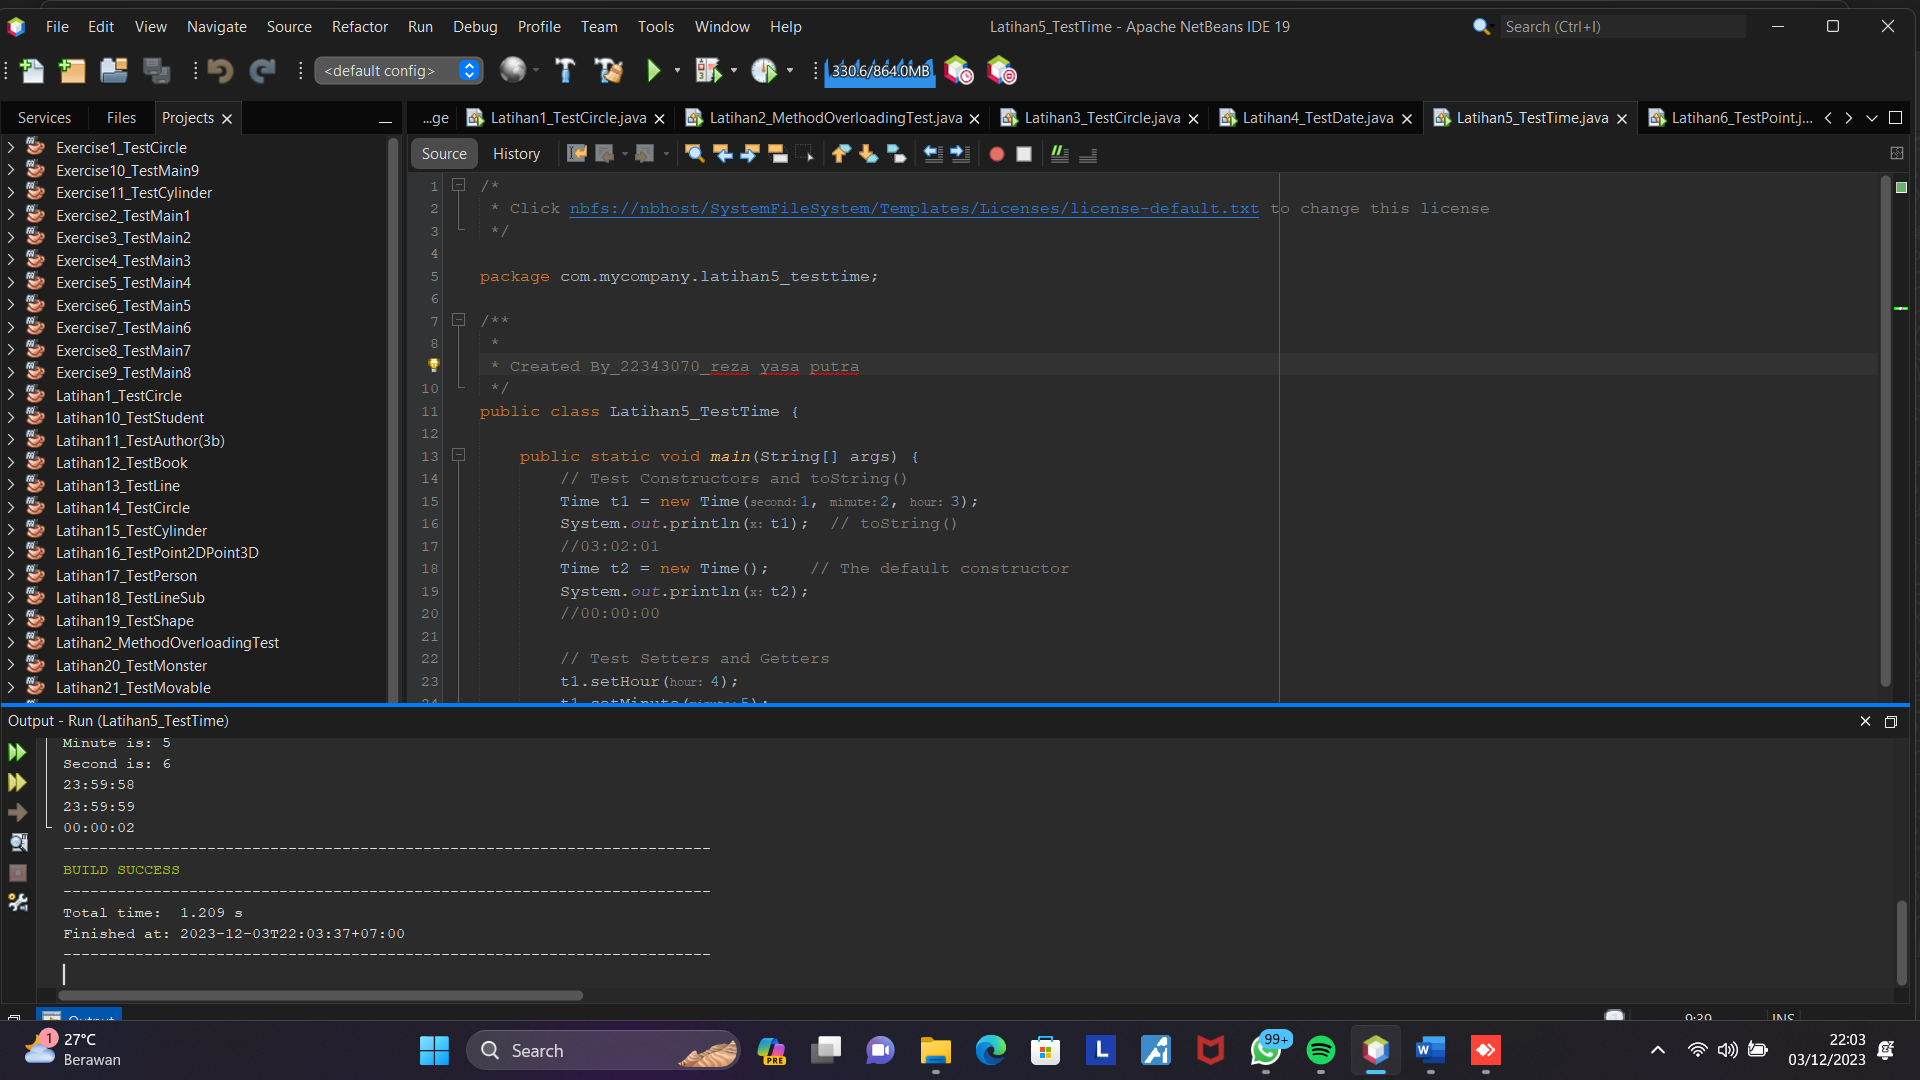 File Edit View Navigate Source Refactor Run Debug Profile Team Tools Window Help
Latihan5_TestTime - Apache NetBeans IDE 19
Search (Ctrl+I)
<default config>
330.6/864.0MB
Services Files Projects
...ge Latihan1_TestCircle.java Latihan2_MethodOverloadingTest.java Latihan3_TestCircle.java Latihan4_TestDate.java Latihan5_TestTime.java Latihan6_TestPoint.j...
Exercise1_TestCircle
Exercise10_TestMain9
Exercise11_TestCylinder
Exercise2_TestMain1
Exercise3_TestMain2
Exercise4_TestMain3
Exercise5_TestMain4
Exercise6_TestMain5
Exercise7_TestMain6
Exercise8_TestMain7
Exercise9_TestMain8
Latihan1_TestCircle
Latihan10_TestStudent
Latihan11_TestAuthor(3b)
Latihan12_TestBook
Latihan13_TestLine
Latihan14_TestCircle
Latihan15_TestCylinder
Latihan16_TestPoint2DPoint3D
Latihan17_TestPerson
Latihan18_TestLineSub
Latihan19_TestShape
Latihan2_MethodOverloadingTest
Latihan20_TestMonster
Latihan21_TestMovable
Source History
1 /*
2 * Click nbfs://nbhost/SystemFileSystem/Templates/Licenses/license-default.txt to change this license
3 */
4
5 package com.mycompany.latihan5_testtime;
6
7 /**
8 *
* Created By_22343070_reza yasa putra
10 */
11 public class Latihan5_TestTime {
12
13 public static void main(String[] args) {
14 // Test Constructors and toString()
15 Time t1 = new Time(second: 1, minute: 2, hour: 3);
16 System.out.println(x: t1); // toString()
17 //03:02:01
18 Time t2 = new Time(); // The default constructor
19 System.out.println(x: t2);
20 //00:00:00
21
22 // Test Setters and Getters
23 t1.setHour(hour: 4);
24 t1.setMinute(minute: 5);
Output - Run (Latihan5_TestTime)
Minute is: 5
Second is: 6
23:59:58
23:59:59
00:00:02
------------------------------------------------------------------------
BUILD SUCCESS
------------------------------------------------------------------------
Total time: 1.209 s
Finished at: 2023-12-03T22:03:37+07:00
------------------------------------------------------------------------
Output
9:39 INS
1
27°C
Berawan
Search
PRE
L
99+
W
22:03
03/12/2023